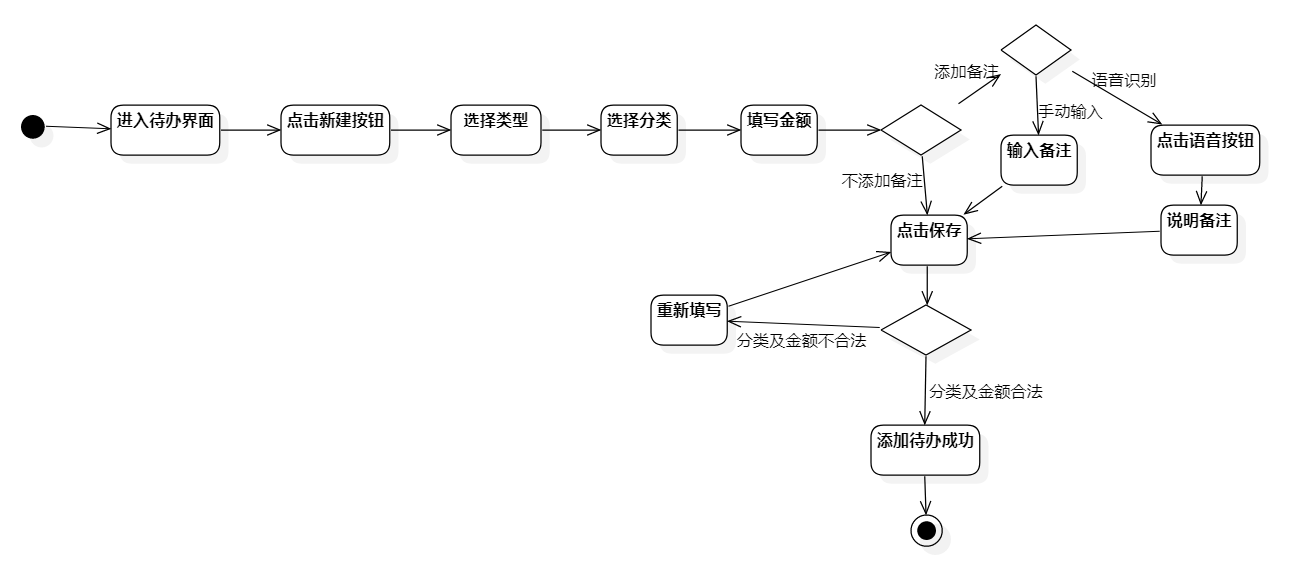 添加备注
语音识别
手动输入
进入待办界面
点击新建按钮
选择类型
选择分类
填写金额
输入备注
点击语音按钮
不添加备注
点击保存
说明备注
重新填写
分类及金额不合法
分类及金额合法
添加待办成功